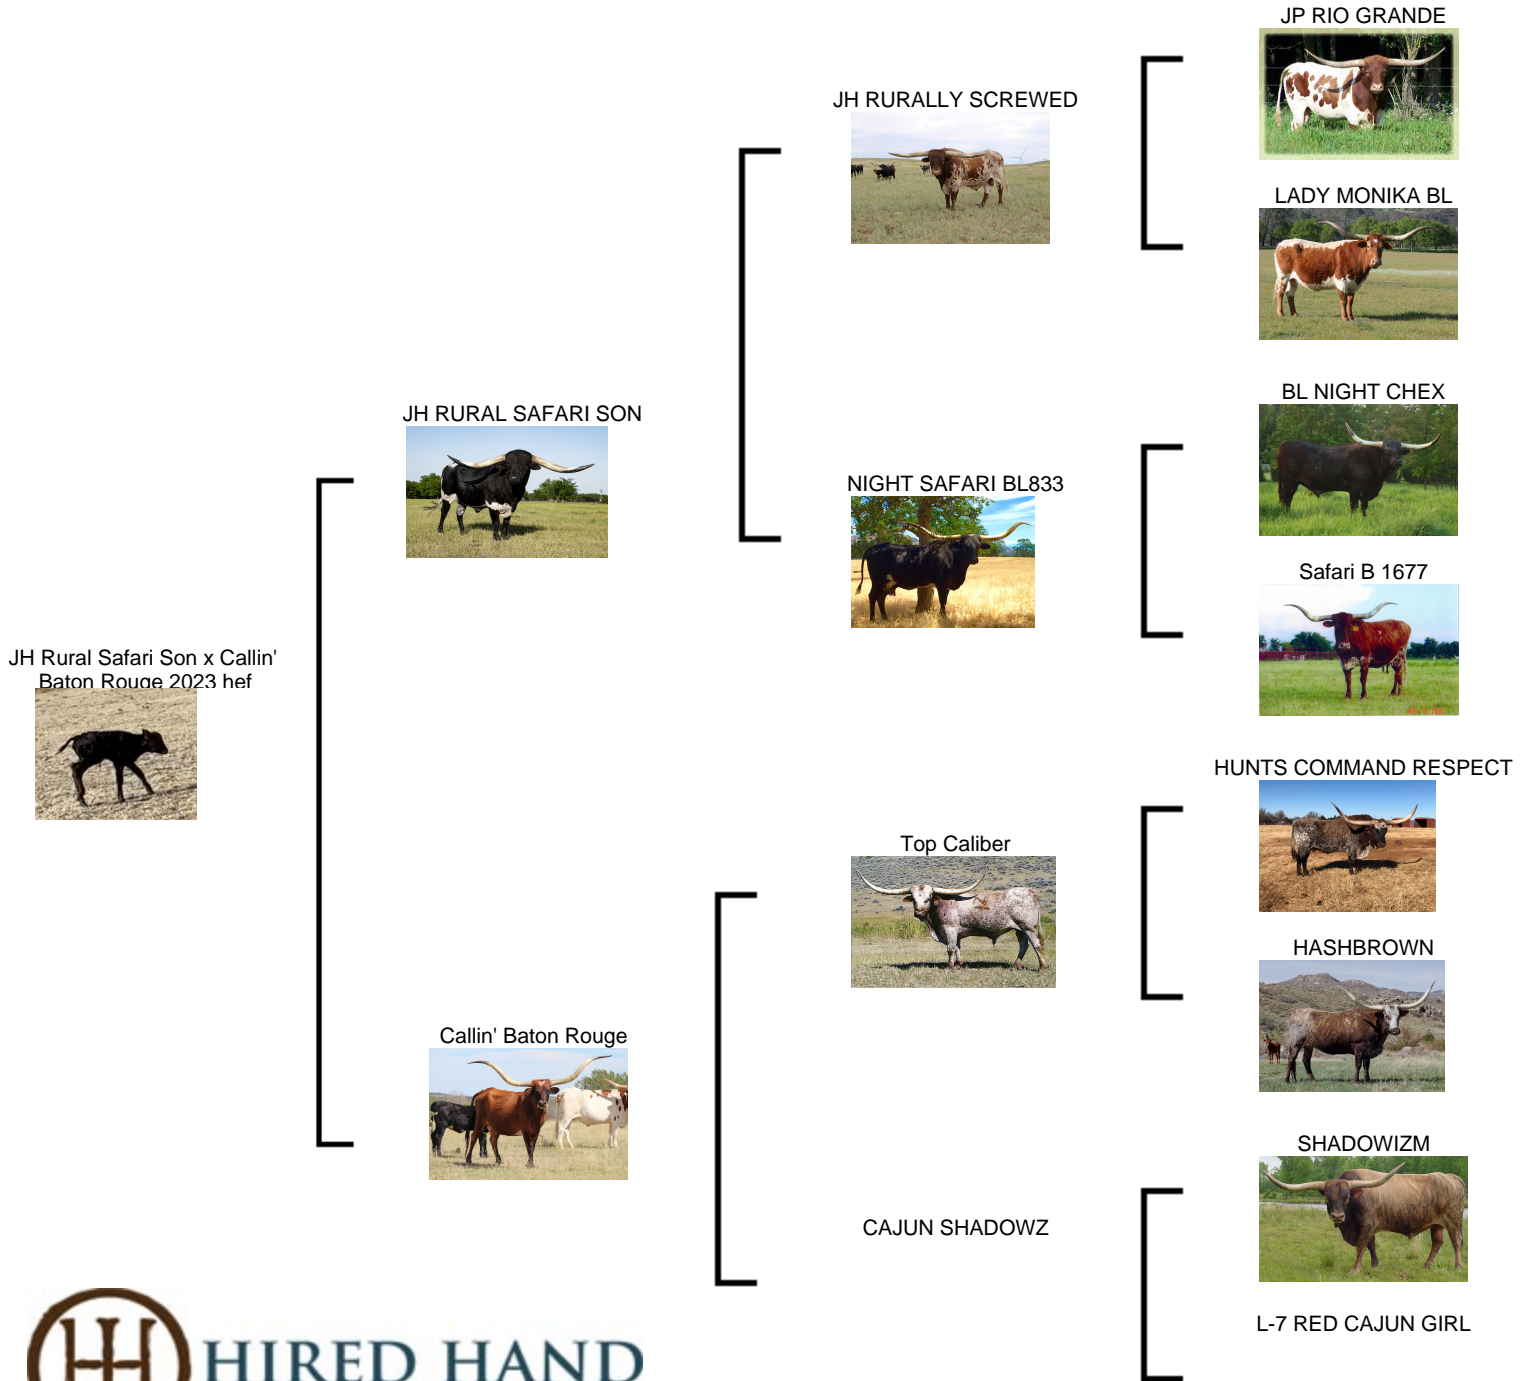 JP RIO GRANDE
JH RURALLY SCREWED
LADY MONIKA BL
BL NIGHT CHEX
JH RURAL SAFARI SON
NIGHT SAFARI BL833
Safari B 1677
JH Rural Safari Son x Callin'
Baton Rouge 2023 hef
HUNTS COMMAND RESPECT
Top Caliber
HASHBROWN
Callin' Baton Rouge
SHADOWIZM
CAJUN SHADOWZ
L-7 RED CAJUN GIRL
HIRED HAND